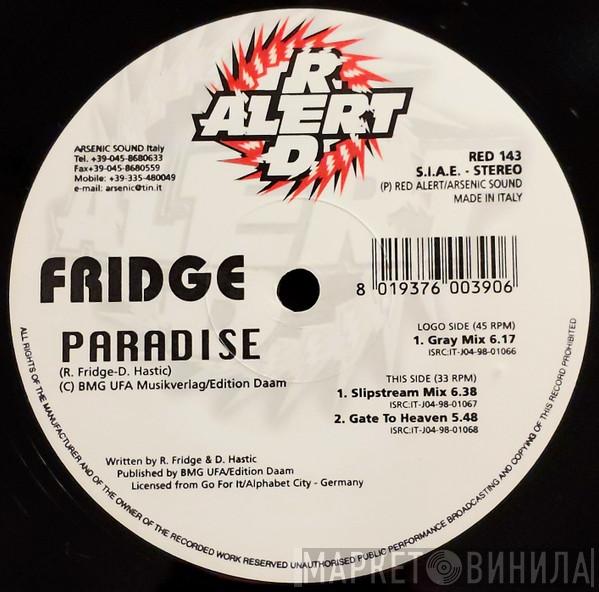 RED
ALERT
ARSENIC SOUND Italy
Tel. +39-045-8680633
Fax+39-045-8680559
Mobile: +39-335-480049
e-mail: arsenic@tin.it
RED 143
S.I.A.E. - STEREO
(P) RED ALERT/ARSENIC SOUND
MADE IN ITALY
FRIDGE
8 019376 003906
PARADISE
(R. Fridge-D. Hastic)
(C) BMG UFA Musikverlag/Edition Daam
LOGO SIDE (45 RPM)
1. Gray Mix 6.17
ISRC:IT-J04-98-01066
THIS SIDE (33 RPM)
1. Slipstream Mix 6.38
ISRC:IT-J04-98-01067
2. Gate To Heaven 5.48
ISRC:IT-J04-98-01068
Written by R. Fridge & D. Hastic
Published by BMG UFA/Edition Daam
Licensed from Go For It/Alphabet City - Germany
ALL RIGHTS OF THE MANUFACTURER AND OF THE OWNER OF THE RECORDED WORK RESERVED UNAUTHORISED PUBLIC PERFORMANCE BROADCASTING AND COPYING OF THIS RECORD PROHIBITED
МАРКЕТ ВИНИЛА